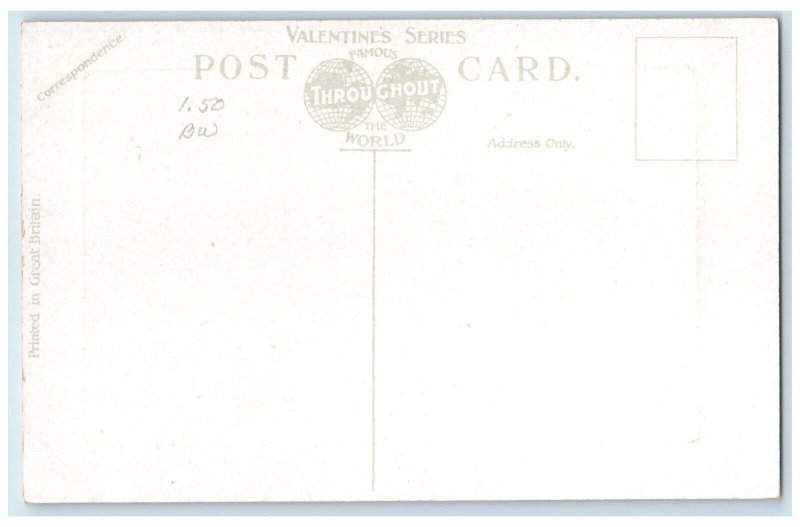 Correspondence.
VALENTINE'S SERIES
FAMOUS
POST CARD.
THROUGHOUT
THE
WORLD
1.50
BW
Address Only.
Printed in Great Britain.